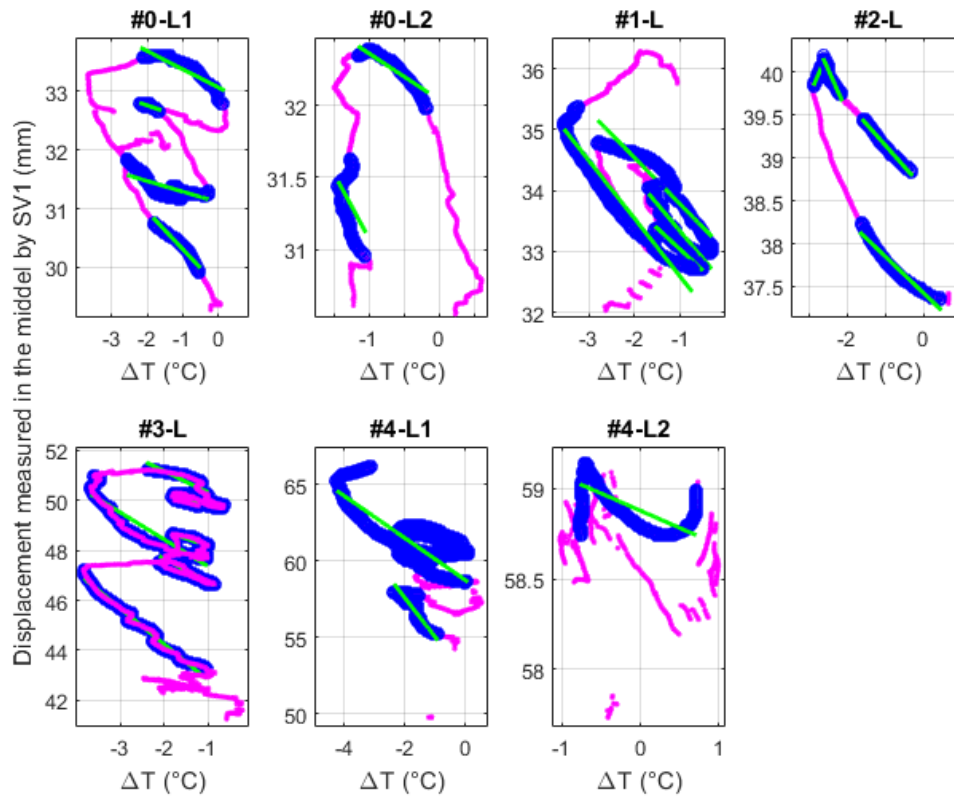 #0-L1
#0-L2
#1-L
#2-L
33
32
31
30
-3 -2 -1 0
ΔT (°C)
32
31.5
31
-1 0
ΔT (°C)
36
35
34
33
32
-3 -2 -1
ΔT (°C)
40
39.5
39
38.5
38
37.5
-2 0
ΔT (°C)
Displacement measured in the middel by SV1 (mm)
#3-L
#4-L1
#4-L2
52
50
48
46
44
42
-3 -2 -1
ΔT (°C)
65
60
55
50
-4 -2 0
ΔT (°C)
59
58.5
58
-1 0 1
ΔT (°C)